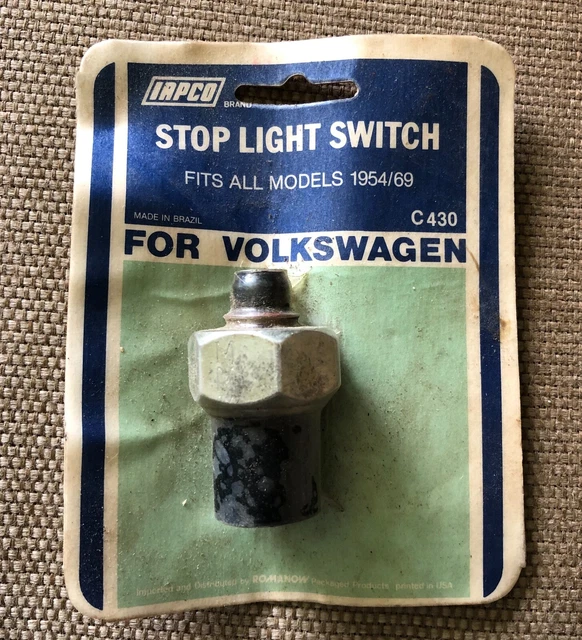 IAPCO
BRAND
STOP LIGHT SWITCH
FITS ALL MODELS 1954/69
MADE IN BRAZIL
C430
FOR VOLKSWAGEN
Imported and Distributed by ROMANOW Packaged Products, printed in USA